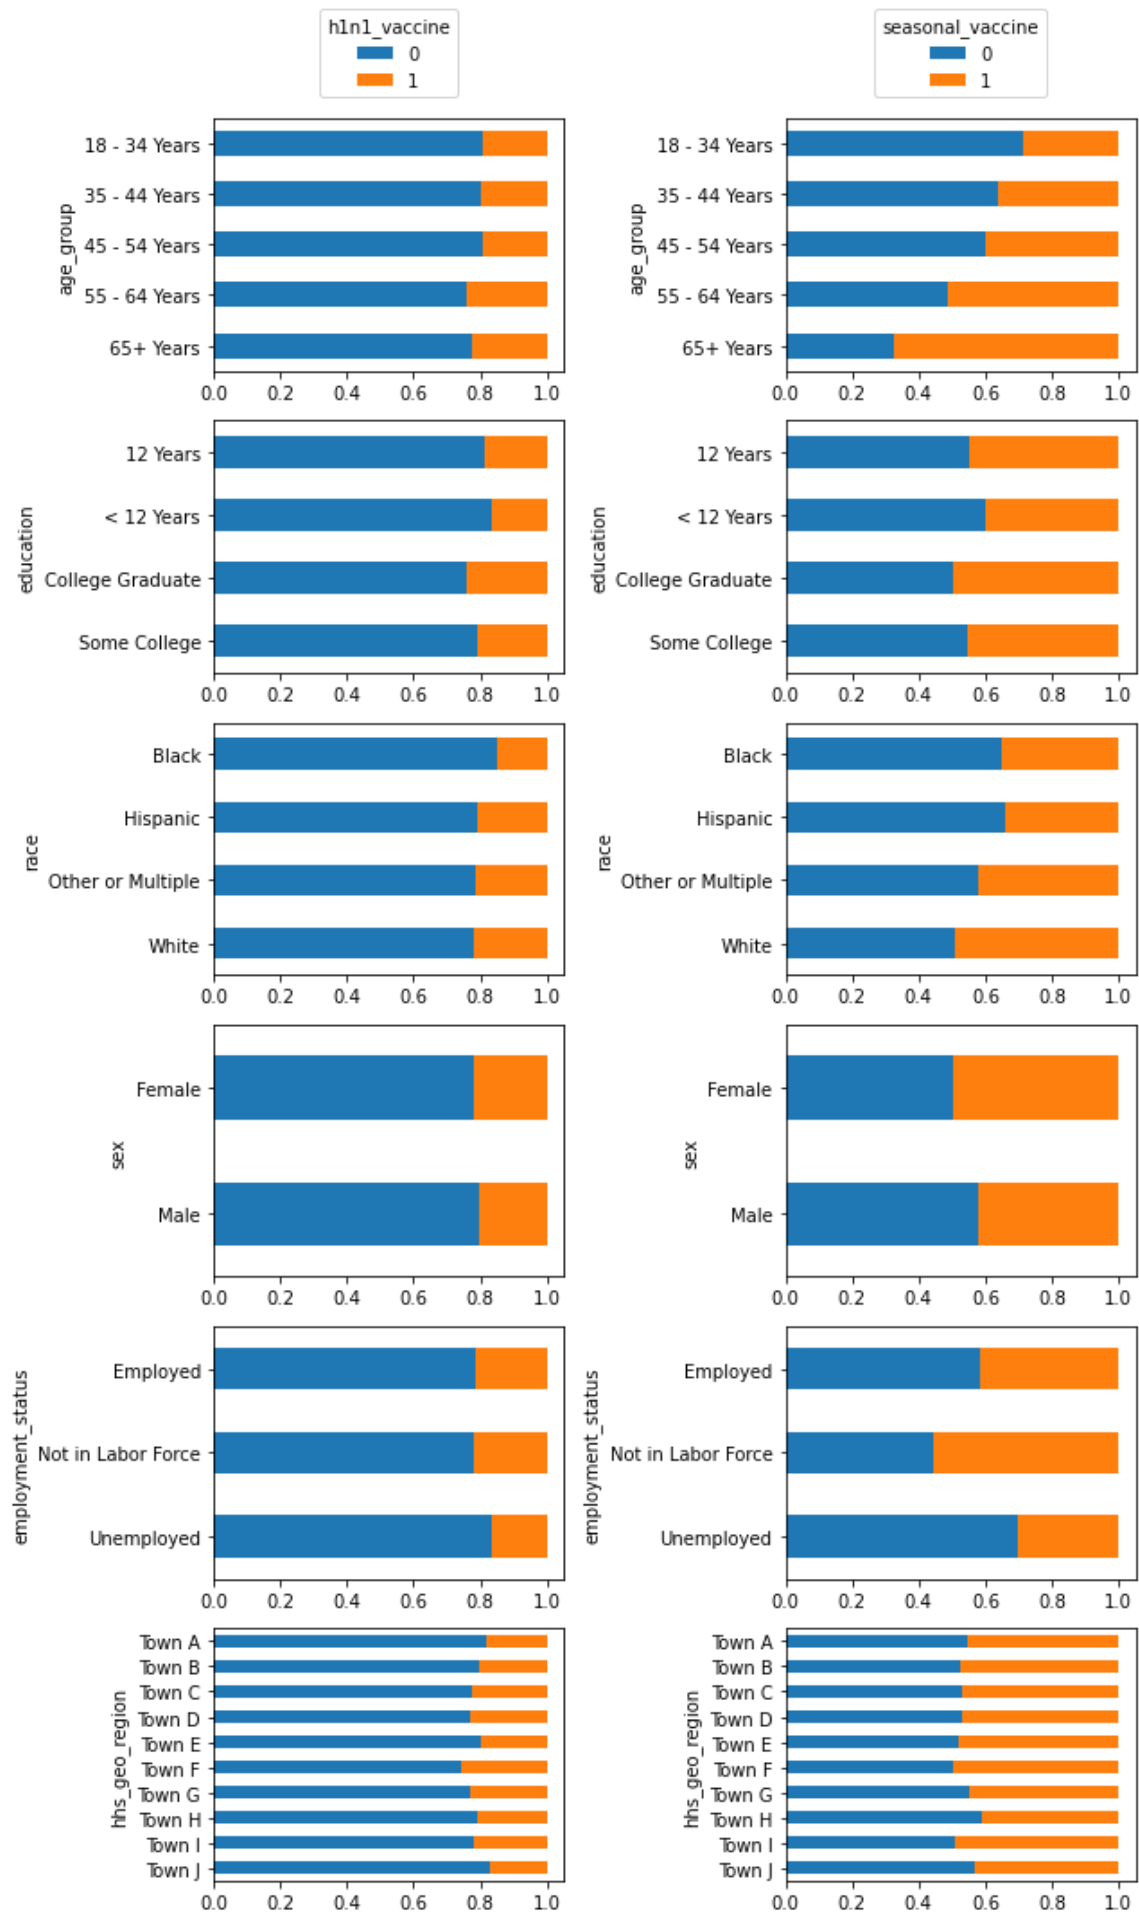 h1n1_vaccine
0
1
seasonal_vaccine
0
1
age_group
18 - 34 Years
35 - 44 Years
45 - 54 Years
55 - 64 Years
65+ Years
0.0 0.2 0.4 0.6 0.8 1.0
age_group
18 - 34 Years
35 - 44 Years
45 - 54 Years
55 - 64 Years
65+ Years
0.0 0.2 0.4 0.6 0.8 1.0
education
12 Years
< 12 Years
College Graduate
Some College
0.0 0.2 0.4 0.6 0.8 1.0
education
12 Years
< 12 Years
College Graduate
Some College
0.0 0.2 0.4 0.6 0.8 1.0
race
Black
Hispanic
Other or Multiple
White
0.0 0.2 0.4 0.6 0.8 1.0
race
Black
Hispanic
Other or Multiple
White
0.0 0.2 0.4 0.6 0.8 1.0
sex
Female
Male
0.0 0.2 0.4 0.6 0.8 1.0
sex
Female
Male
0.0 0.2 0.4 0.6 0.8 1.0
employment_status
Employed
Not in Labor Force
Unemployed
0.0 0.2 0.4 0.6 0.8 1.0
employment_status
Employed
Not in Labor Force
Unemployed
0.0 0.2 0.4 0.6 0.8 1.0
hhs_geo_region
Town A
Town B
Town C
Town D
Town E
Town F
Town G
Town H
Town I
Town J
0.0 0.2 0.4 0.6 0.8 1.0
hhs_geo_region
Town A
Town B
Town C
Town D
Town E
Town F
Town G
Town H
Town I
Town J
0.0 0.2 0.4 0.6 0.8 1.0